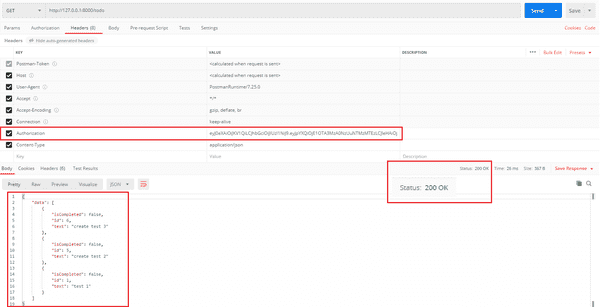 GET http://127.0.0.1:8000/todo Send Save
Params Authorization Headers (8) Body Pre-request Script Tests Settings Cookies Code
Headers Hide auto-generated headers
KEY VALUE DESCRIPTION Bulk Edit Presets
Postman-Token <calculated when request is sent>
Host <calculated when request is sent>
User-Agent PostmanRuntime/7.25.0
Accept */*
Accept-Encoding gzip, deflate, br
Connection keep-alive
Authorization
Content-Type application/json
Key Value Description
Body Cookies Headers (6) Test Results Status: 200 OK Time: 28 ms Size: 367 B Save Response
Pretty Raw Preview Visualize JSON
Status: 200 OK
1 {
2 "data": [
3 {
4 "isCompleted": false,
5 "id": 6,
6 "text": "create test 3"
7 },
8 {
9 "isCompleted": false,
10 "id": 5,
11 "text": "create test 2"
12 },
13 {
14 "isCompleted": false,
15 "id": 1,
16 "text": "test 1"
17 }
18 ]
19 }